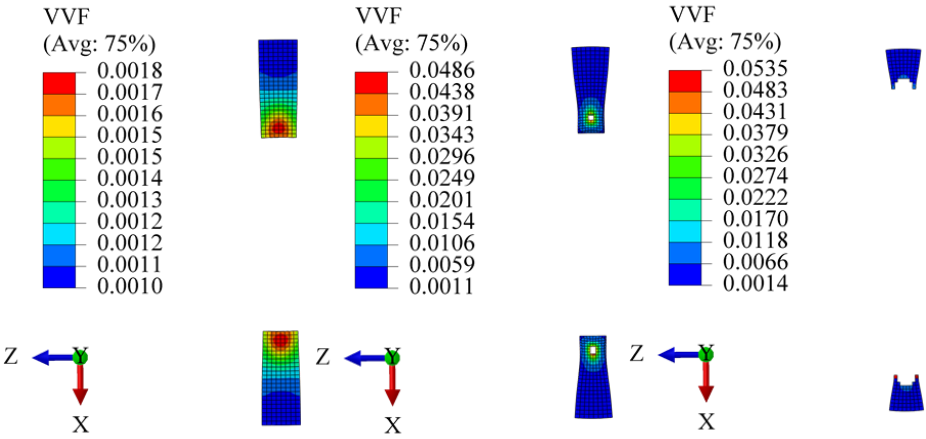 VVF
(Avg: 75%)
0.0018
0.0017
0.0016
0.0015
0.0015
0.0014
0.0013
0.0012
0.0012
0.0011
0.0010
Z
Y
X
VVF
(Avg: 75%)
0.0486
0.0438
0.0391
0.0343
0.0296
0.0249
0.0201
0.0154
0.0106
0.0059
0.0011
Z
Y
X
VVF
(Avg: 75%)
0.0535
0.0483
0.0431
0.0379
0.0326
0.0274
0.0222
0.0170
0.0118
0.0066
0.0014
Z
Y
X